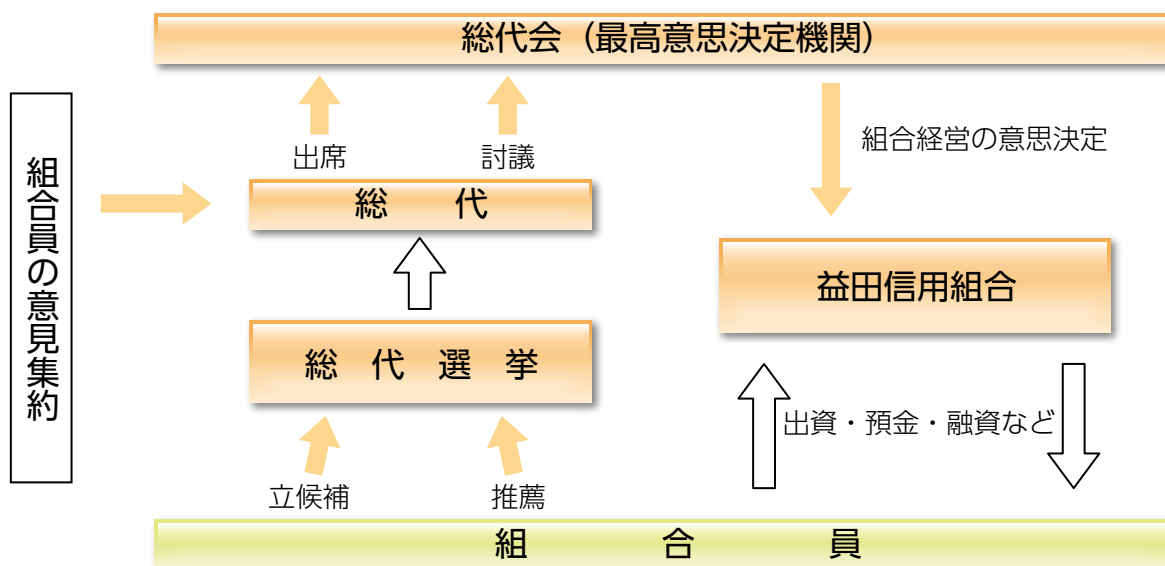 総代会（最高意思決定機関）
組合員の意見集約
出席
討議
組合経営の意思決定
総　代
益田信用組合
総 代 選 挙
出資・預金・融資など
立候補
推薦
組　合　員